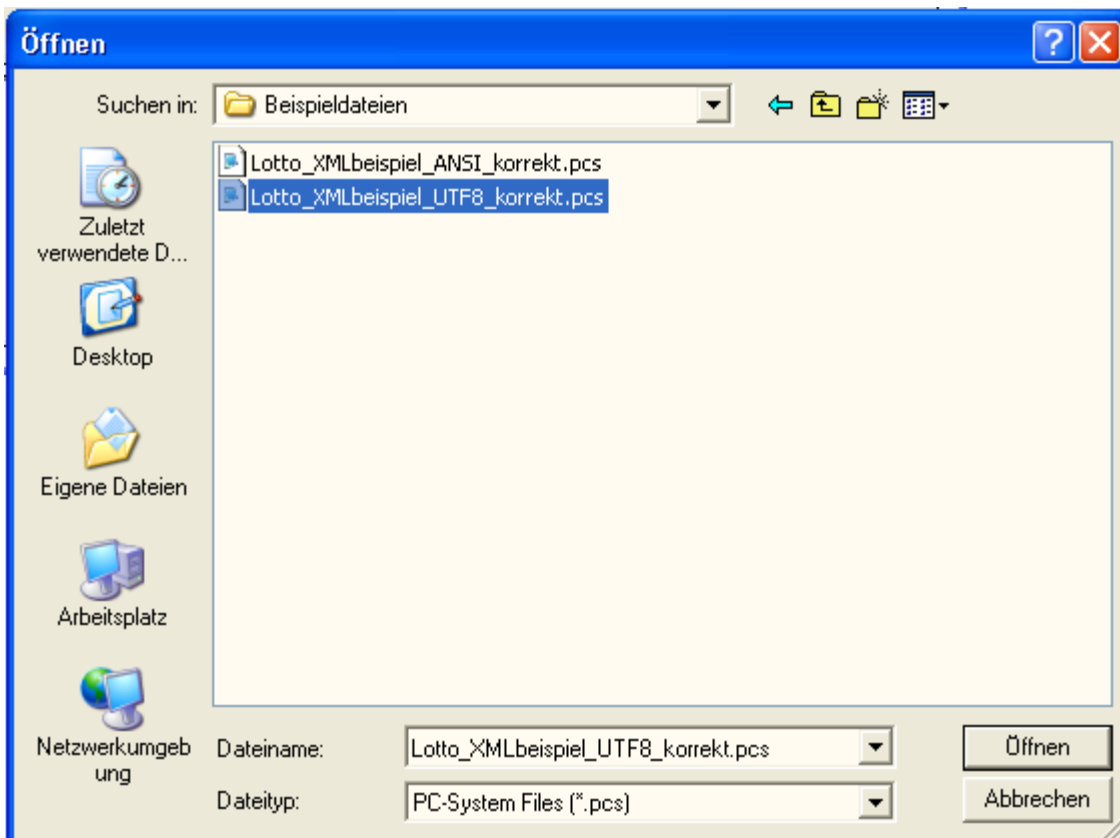 Öffnen
Suchen in:
Beispieldateien
Lotto_XMLbeispiel_ANSI_korrekt.pcs
Lotto_XMLbeispiel_UTF8_korrekt.pcs
Zuletzt
verwendete D...
Desktop
Eigene Dateien
Arbeitsplatz
Netzwerkumgeb
ung
Dateiname:
Lotto_XMLbeispiel_UTF8_korrekt.pcs
Öffnen
Dateityp:
PC-System Files (*.pcs)
Abbrechen